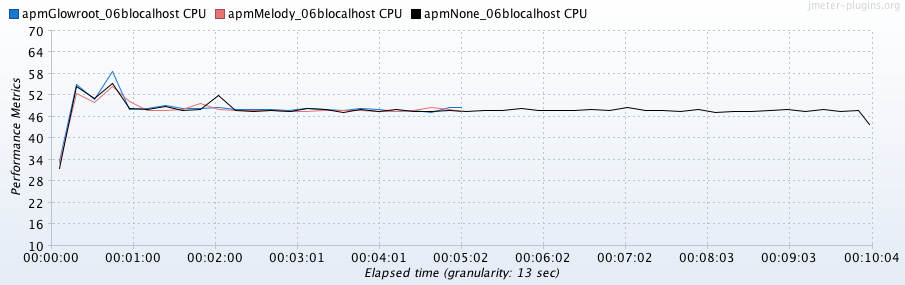 jmeter-plugins.org
apmGlowroot_06blocalhost CPU apmMelody_06blocalhost CPU apmNone_06blocalhost CPU
Performance Metrics
70
64
58
52
46
40
34
28
22
16
10
00:00:00 00:01:00 00:02:00 00:03:01 00:04:01 00:05:02 00:06:02 00:07:02 00:08:03 00:09:03 00:10:04
Elapsed time (granularity: 13 sec)